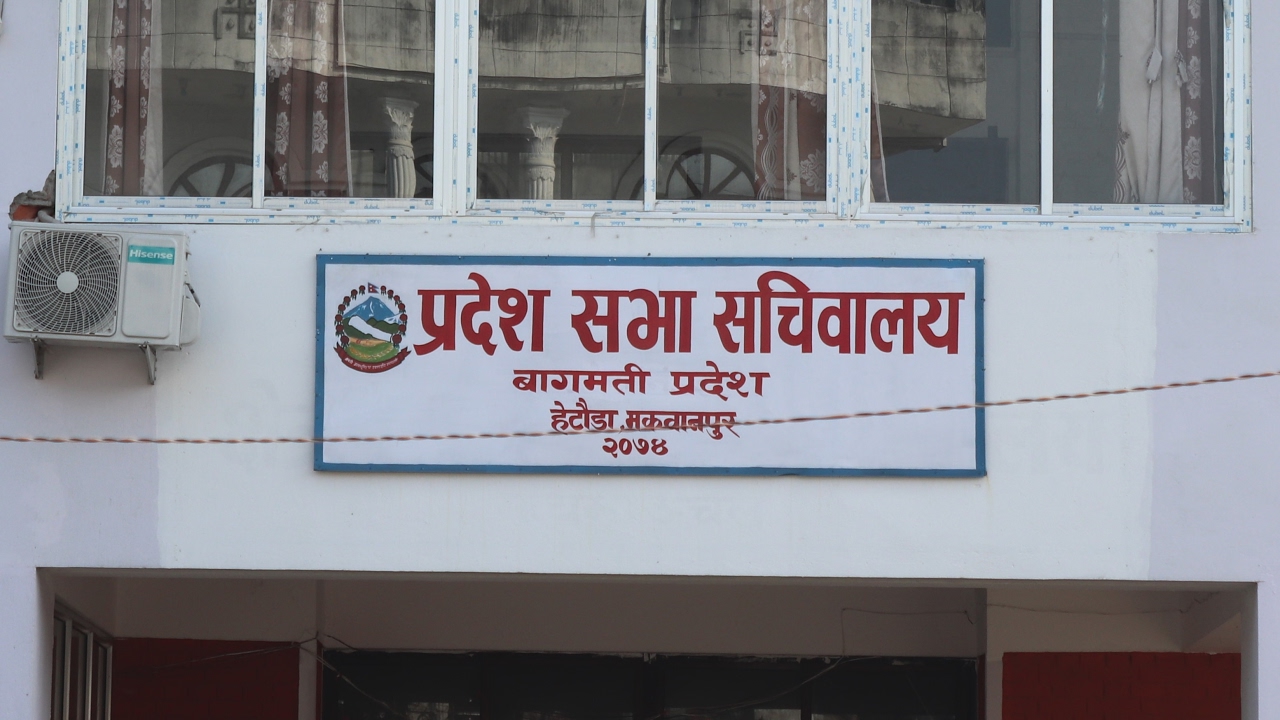 Hisense
प्रदेश सभा सचिवालय
बागमती प्रदेश
हेटौडा,मकवानपुर
२०७४